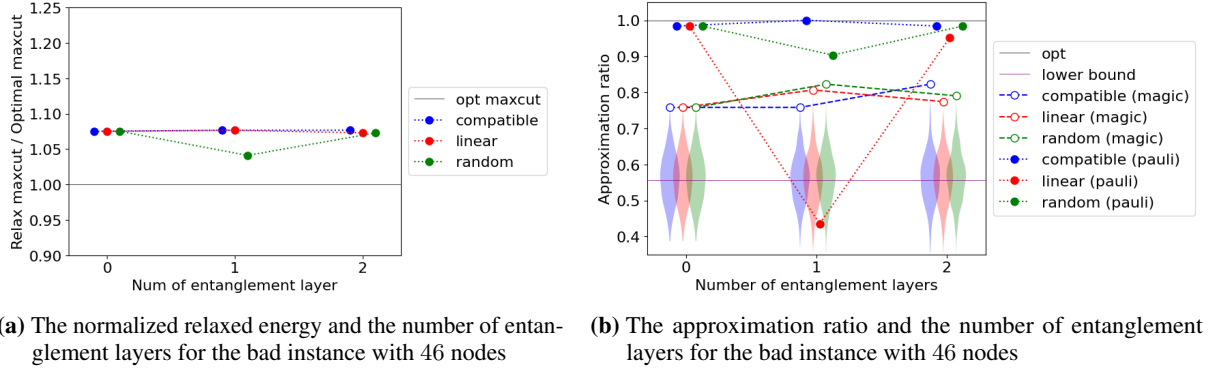 1.25
1.20
1.15
1.10
1.05
1.00
0.95
0.90
Relax maxcut / Optimal maxcut
0 1 2
Num of entanglement layer
opt maxcut
compatible
linear
random
1.0
0.9
0.8
0.7
0.6
0.5
0.4
Approximation ratio
0 1 2
Number of entanglement layers
opt
lower bound
compatible (magic)
linear (magic)
random (magic)
compatible (pauli)
linear (pauli)
random (pauli)
(a) The normalized relaxed energy and the number of entan-
glement layers for the bad instance with 46 nodes
(b) The approximation ratio and the number of entanglement
layers for the bad instance with 46 nodes